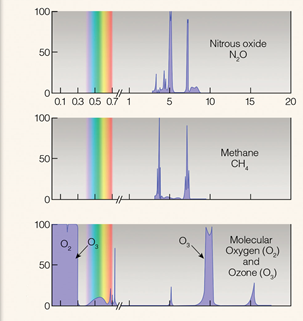 100
50
0
Nitrous oxide
N2O
0.1 0.3 0.5 0.7 1 5 10 15 20
100
50
0
Methane
CH4
100
50
0
O2
O3
O3
Molecular
Oxygen (O2)
and
Ozone (O3)